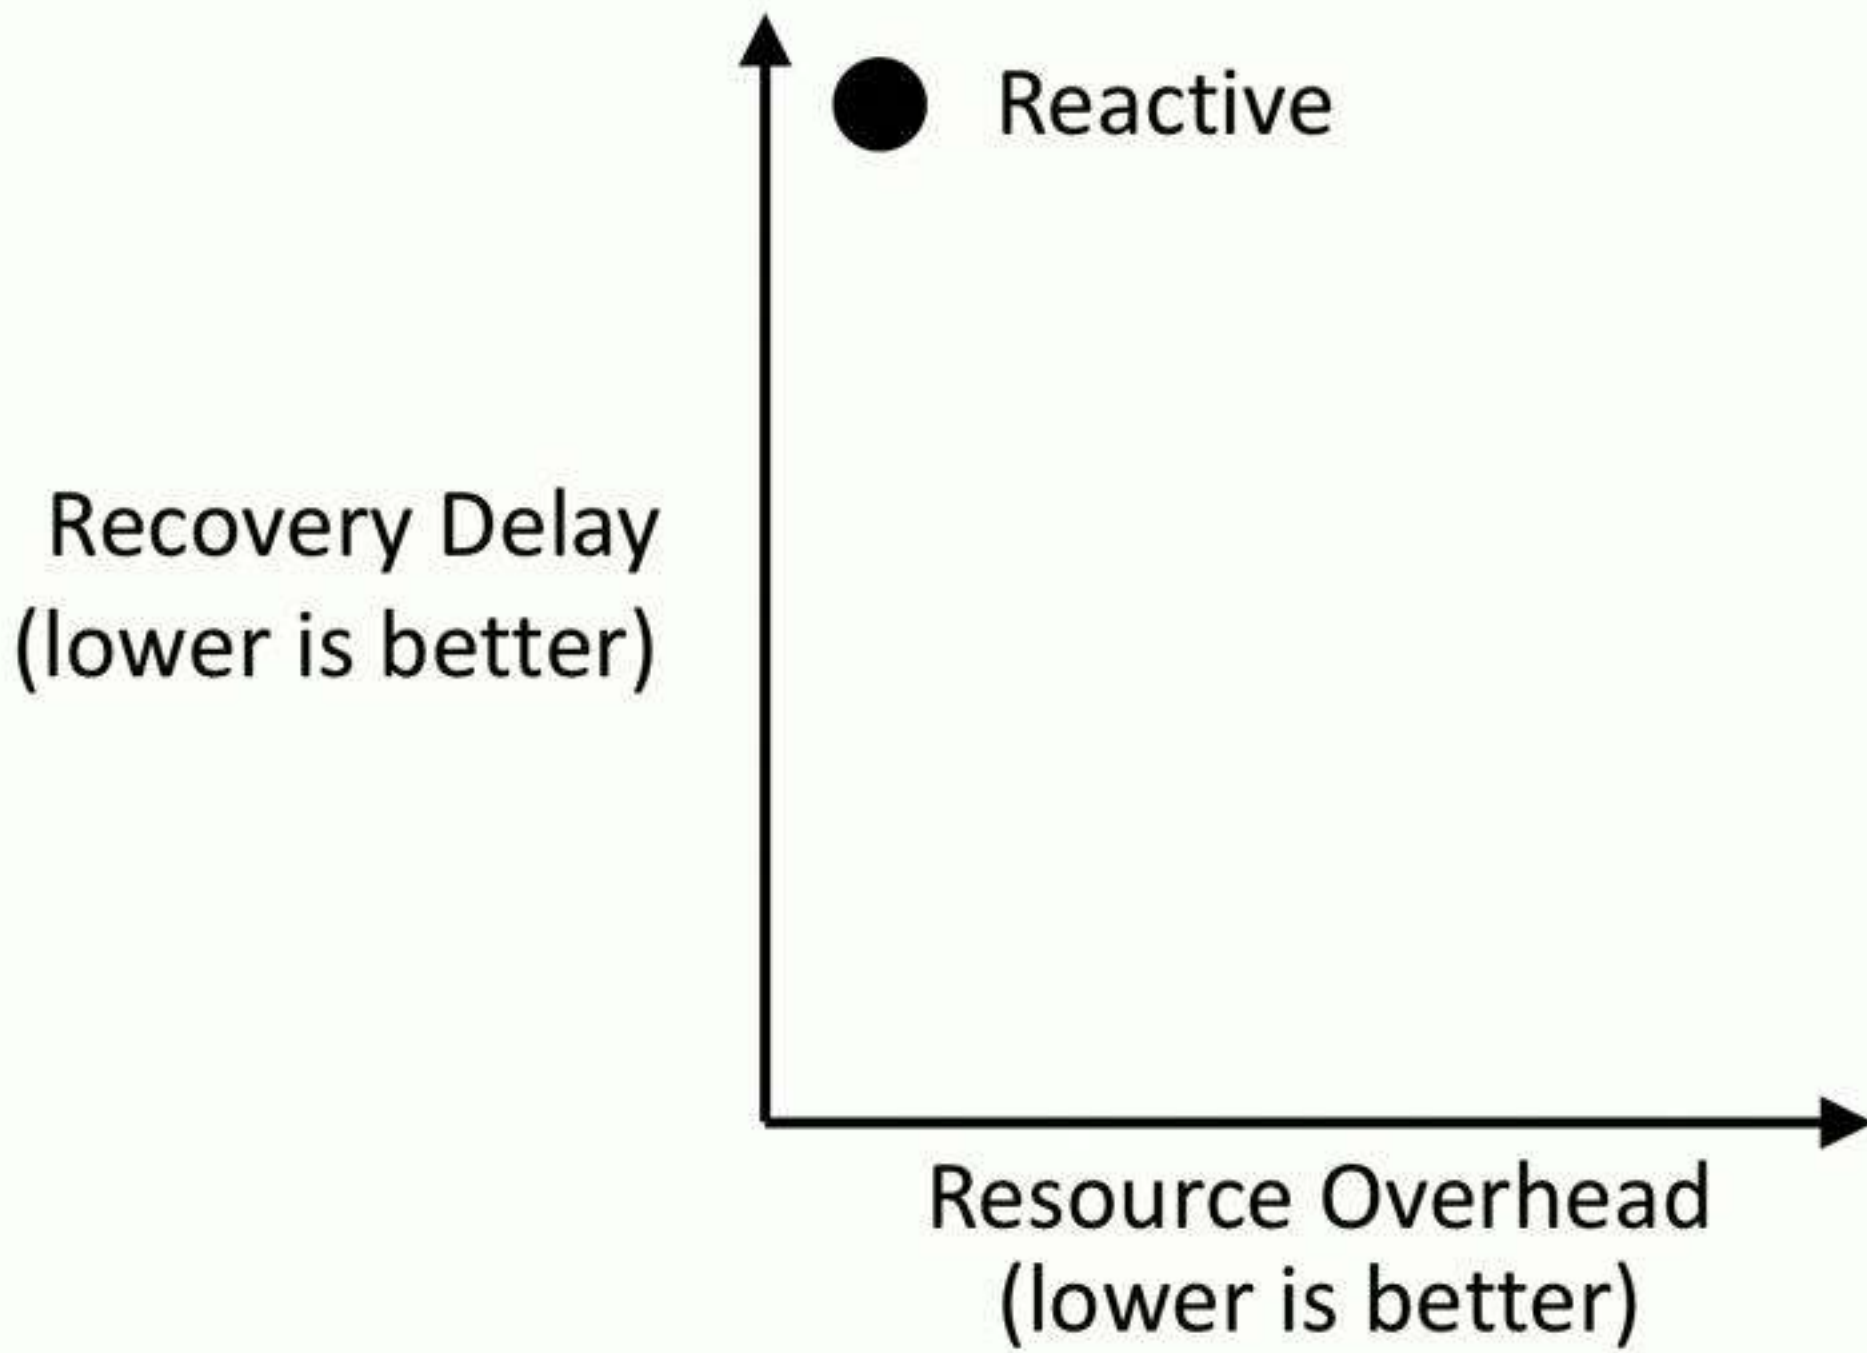 Reactive
Recovery Delay
(lower is better)
Resource Overhead
(lower is better)